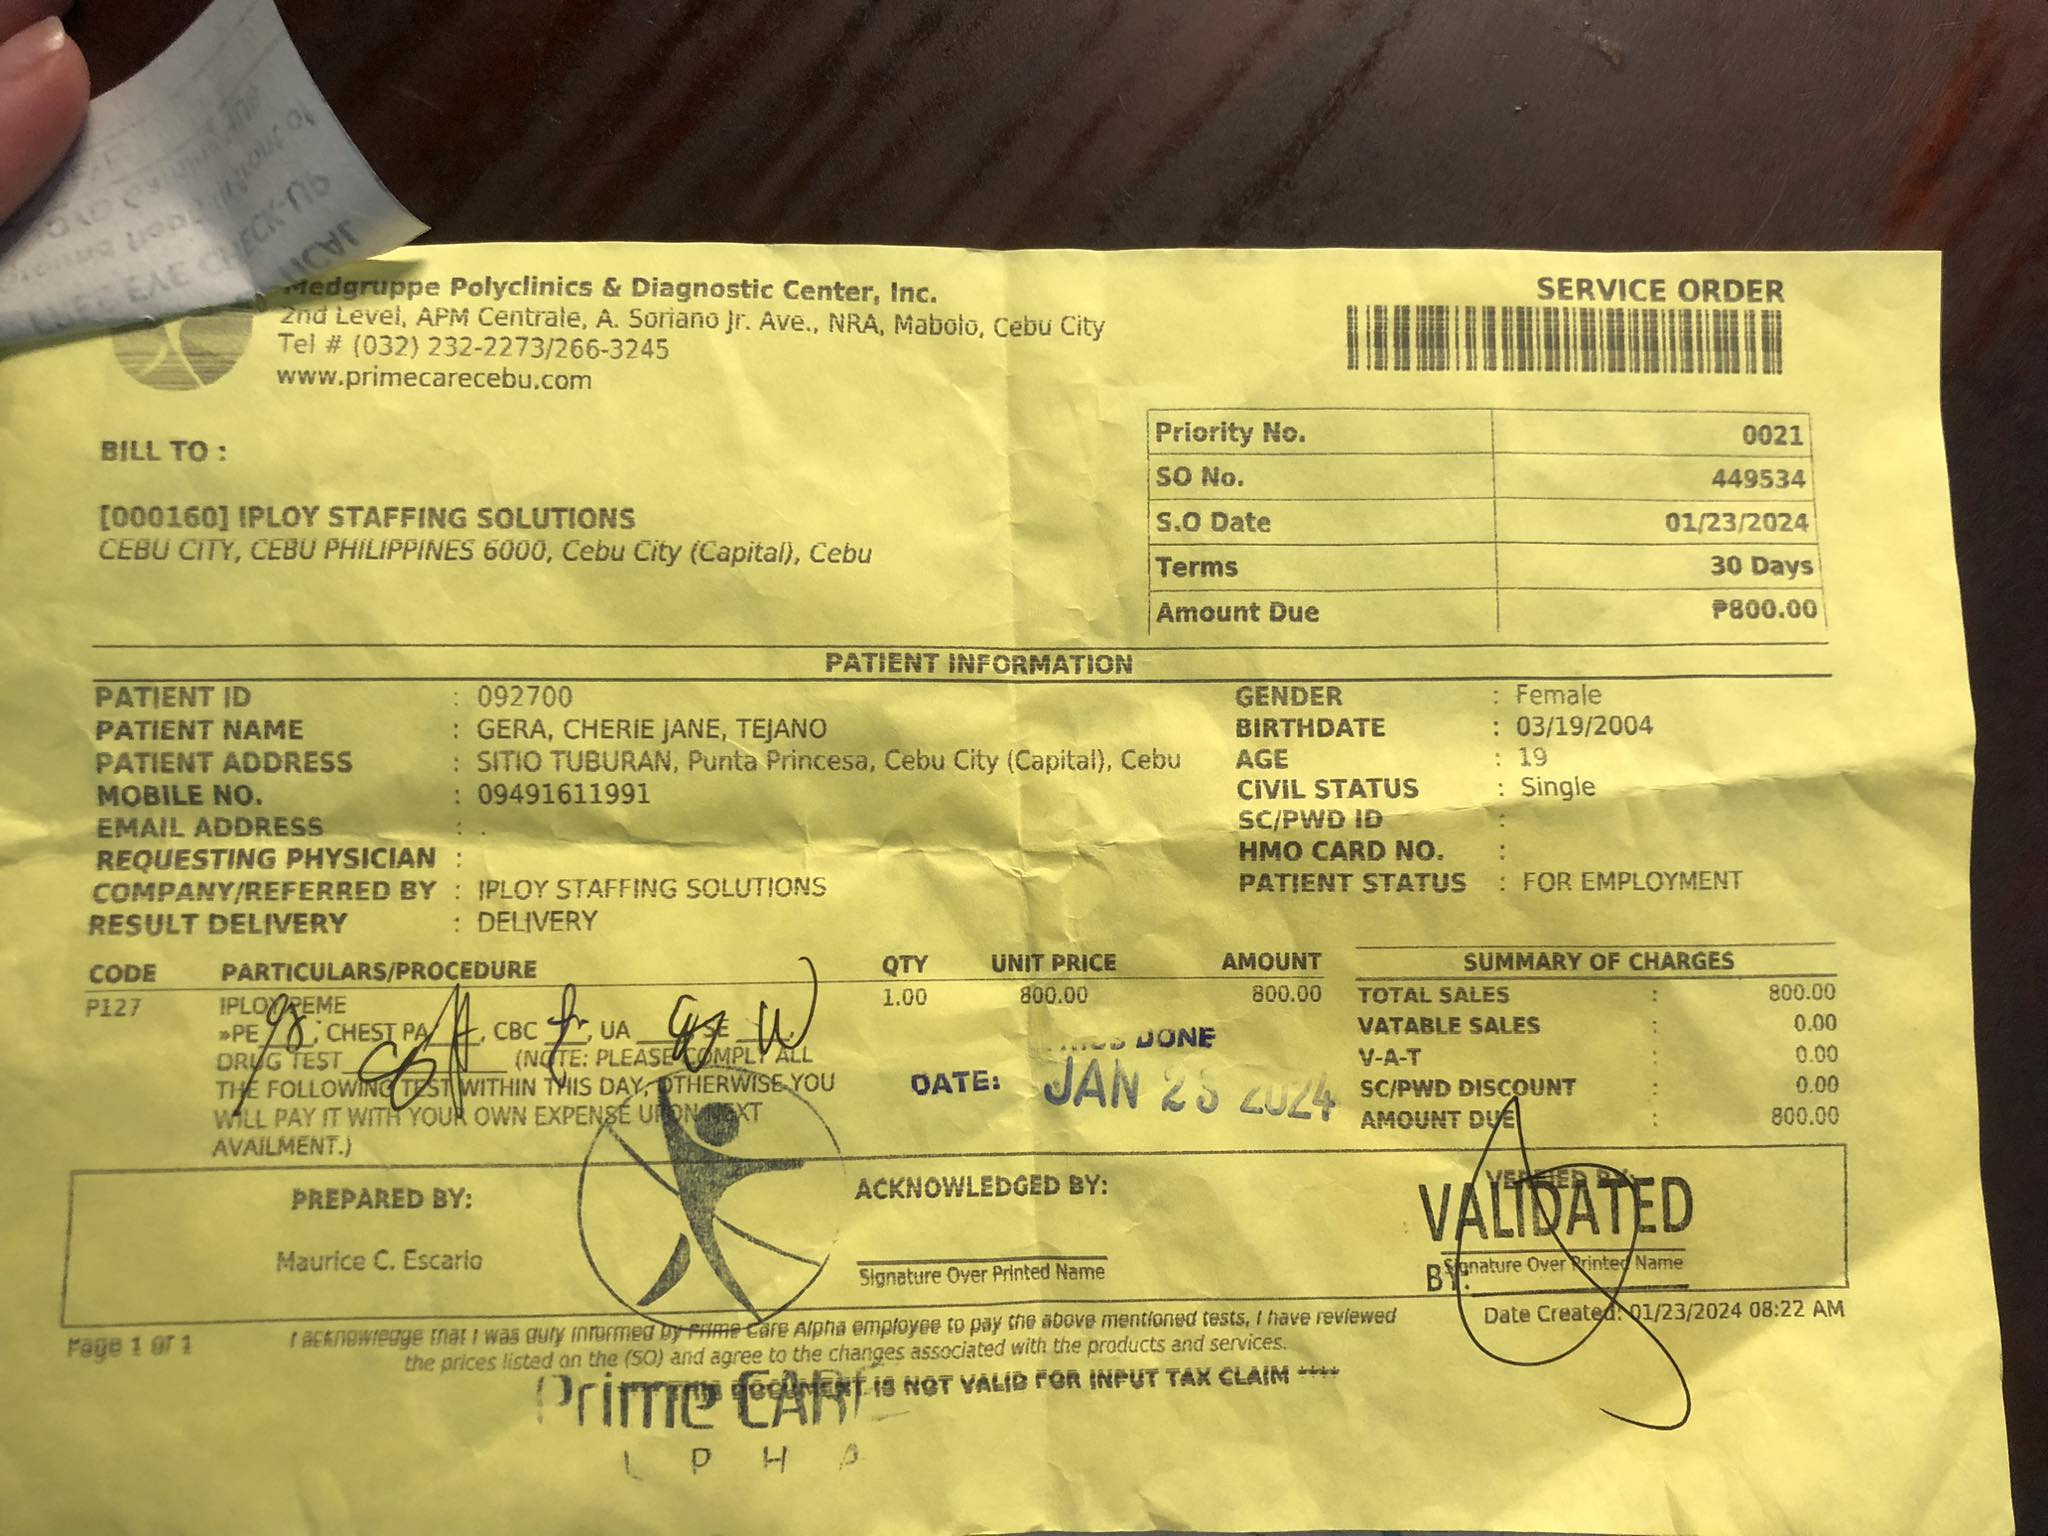 EYE CHECK-UP
Medgruppe Polyclinics & Diagnostic Center, Inc.
2nd Level, APM Centrale, A. Soriano Jr. Ave., NRA, Mabolo, Cebu City
Tel # (032) 232-2273/266-3245
www.primecarecebu.com
SERVICE ORDER
BILL TO :
[000160] IPLOY STAFFING SOLUTIONS
CEBU CITY, CEBU PHILIPPINES 6000, Cebu City (Capital), Cebu
Priority No. 0021
SO No. 449534
S.O Date 01/23/2024
Terms 30 Days
Amount Due ₱800.00
PATIENT INFORMATION
PATIENT ID : 092700
PATIENT NAME : GERA, CHERIE JANE, TEJANO
PATIENT ADDRESS : SITIO TUBURAN, Punta Princesa, Cebu City (Capital), Cebu
MOBILE NO. : 09491611991
EMAIL ADDRESS : .
REQUESTING PHYSICIAN :
COMPANY/REFERRED BY : IPLOY STAFFING SOLUTIONS
RESULT DELIVERY : DELIVERY
GENDER : Female
BIRTHDATE : 03/19/2004
AGE : 19
CIVIL STATUS : Single
SC/PWD ID :
HMO CARD NO. :
PATIENT STATUS : FOR EMPLOYMENT
CODE PARTICULARS/PROCEDURE QTY UNIT PRICE AMOUNT
P127 IPLOY PEME 1.00 800.00 800.00
»PE , CHEST PA , CBC , UA SE
DRUG TEST (NOTE: PLEASE COMPLY ALL
THE FOLLOWING TEST WITHIN THIS DAY, OTHERWISE YOU
WILL PAY IT WITH YOUR OWN EXPENSE UPON NEXT
AVAILMENT.)
DONE
DATE: JAN 23 2024
SUMMARY OF CHARGES
TOTAL SALES : 800.00
VATABLE SALES : 0.00
V-A-T : 0.00
SC/PWD DISCOUNT : 0.00
AMOUNT DUE : 800.00
PREPARED BY:
Maurice C. Escario
ACKNOWLEDGED BY:
Signature Over Printed Name
VERIFIED BY:
VALIDATED
Signature Over Printed Name
BY:
Date Created: 01/23/2024 08:22 AM
Page 1 of 1
I acknowledge that I was duly informed by Prime Care Alpha employee to pay the above mentioned tests, I have reviewed
the prices listed on the (SO) and agree to the changes associated with the products and services.
DOCUMENT IS NOT VALID FOR INPUT TAX CLAIM ****
Prime CARE
L P H A